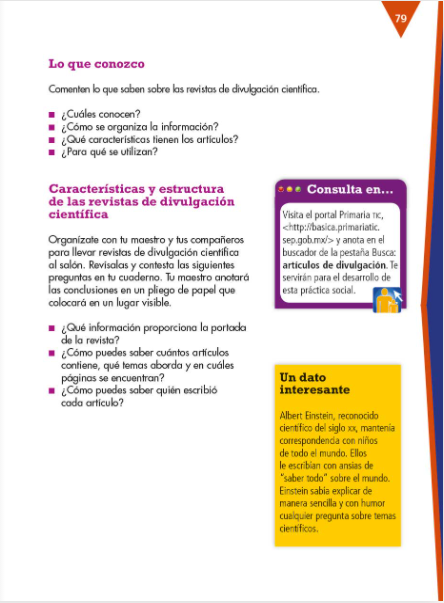 79
Lo que conozco
Comenten lo que saben sobre las revistas de divulgación científica.
■ ¿Cuáles conocen?
■ ¿Cómo se organiza la información?
■ ¿Qué características tienen los artículos?
■ ¿Para qué se utilizan?
Características y estructura
de las revistas de divulgación
científica
Organízate con tu maestro y tus compañeros
para llevar revistas de divulgación científica
al salón. Revísalas y contesta las siguientes
preguntas en tu cuaderno. Tu maestro anotará
las conclusiones en un pliego de papel que
colocará en un lugar visible.
■ ¿Qué información proporciona la portada
de la revista?
■ ¿Cómo puedes saber cuántos artículos
contiene, qué temas aborda y en cuáles
páginas se encuentran?
■ ¿Cómo puedes saber quién escribió
cada artículo?
Consulta en...
Visita el portal Primaria TIC,
<http://basica.primariatic.
sep.gob.mx/> y anota en el
buscador de la pestaña Busca:
artículos de divulgación. Te
servirán para el desarrollo de
esta práctica social.
Un dato
interesante
Albert Einstein, reconocido
científico del siglo XX, mantenía
correspondencia con niños
de todo el mundo. Ellos
le escribían con ansias de
"saber todo" sobre el mundo.
Einstein sabía explicar de
manera sencilla y con humor
cualquier pregunta sobre temas
científicos.